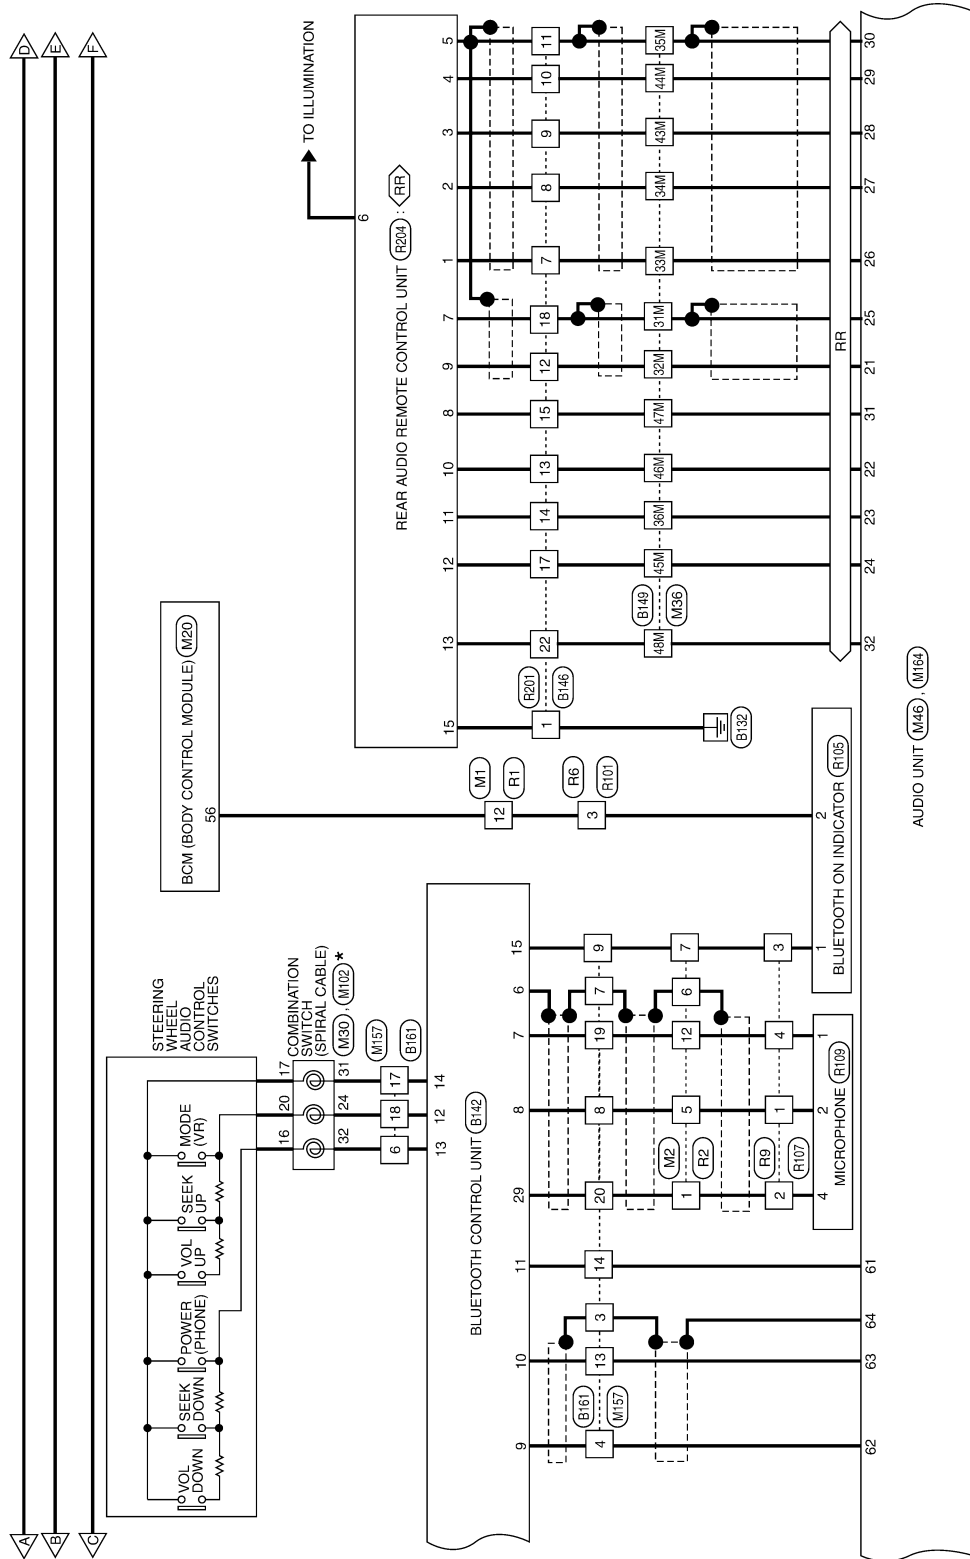 A
B
C
D
E
F
STEERING
WHEEL
AUDIO
CONTROL
SWITCHES
VOL
DOWN
SEEK
DOWN
POWER
(PHONE)
VOL
UP
SEEK
UP
MODE
(VR)
16
20
17
COMBINATION
SWITCH
(SPIRAL CABLE)
M30 , M102 *
32
24
31
6
18
17
M157
B161
13
12
14
BLUETOOTH CONTROL UNIT B142
9
10
11
29
8
7
6
15
4
13
3
14
20
8
19
7
9
B161
M157
1
5
12
6
7
M2
R2
2
1
4
3
R9
R107
4
2
1
MICROPHONE R109
1
2
BLUETOOTH ON INDICATOR R105
62
63
64
61
BCM (BODY CONTROL MODULE) M20
56
12
M1
R1
3
R6
R101
TO ILLUMINATION
6
REAR AUDIO REMOTE CONTROL UNIT R204 : RR
15
13
12
11
10
8
9
7
1
2
3
4
5
1
22
17
14
13
15
12
18
7
8
9
10
11
R201
B146
B132
48M
45M
36M
46M
47M
32M
31M
33M
34M
43M
44M
35M
B149
M36
RR
32
24
23
22
31
21
25
26
27
28
29
30
AUDIO UNIT M46 , M164